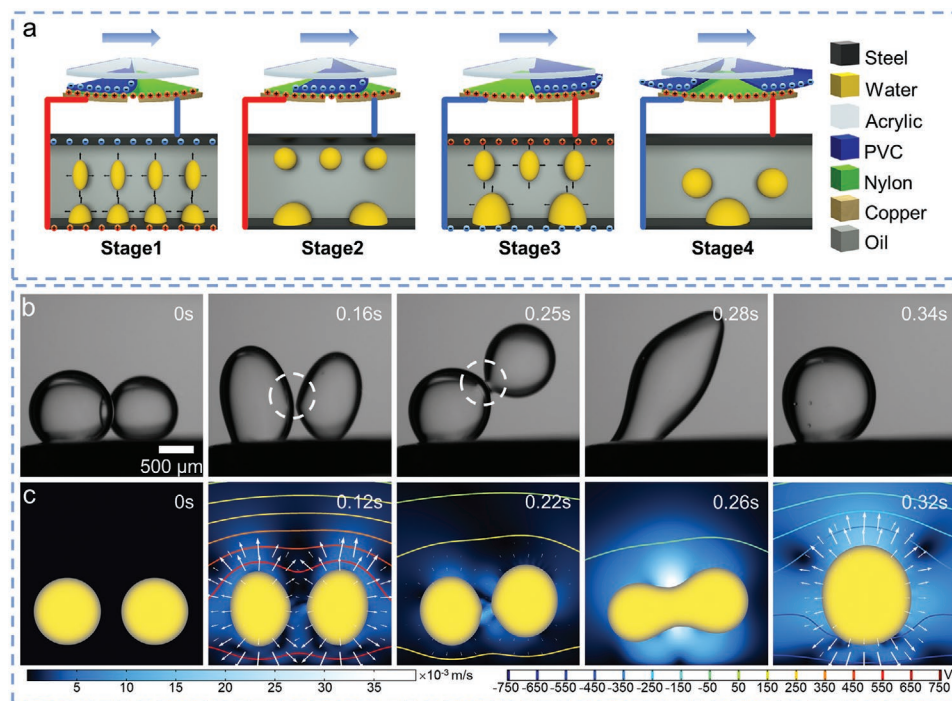 a
Steel
Water
Acrylic
PVC
Nylon
Copper
Oil
Stage1 Stage2 Stage3 Stage4
b 0s 0.16s 0.25s 0.28s 0.34s
500 μm
c 0s 0.12s 0.22s 0.26s 0.32s
5 10 15 20 25 30 35 ×10⁻³ m/s
V
-750 -650 -550 -450 -350 -250 -150 -50 50 150 250 350 450 550 650 750